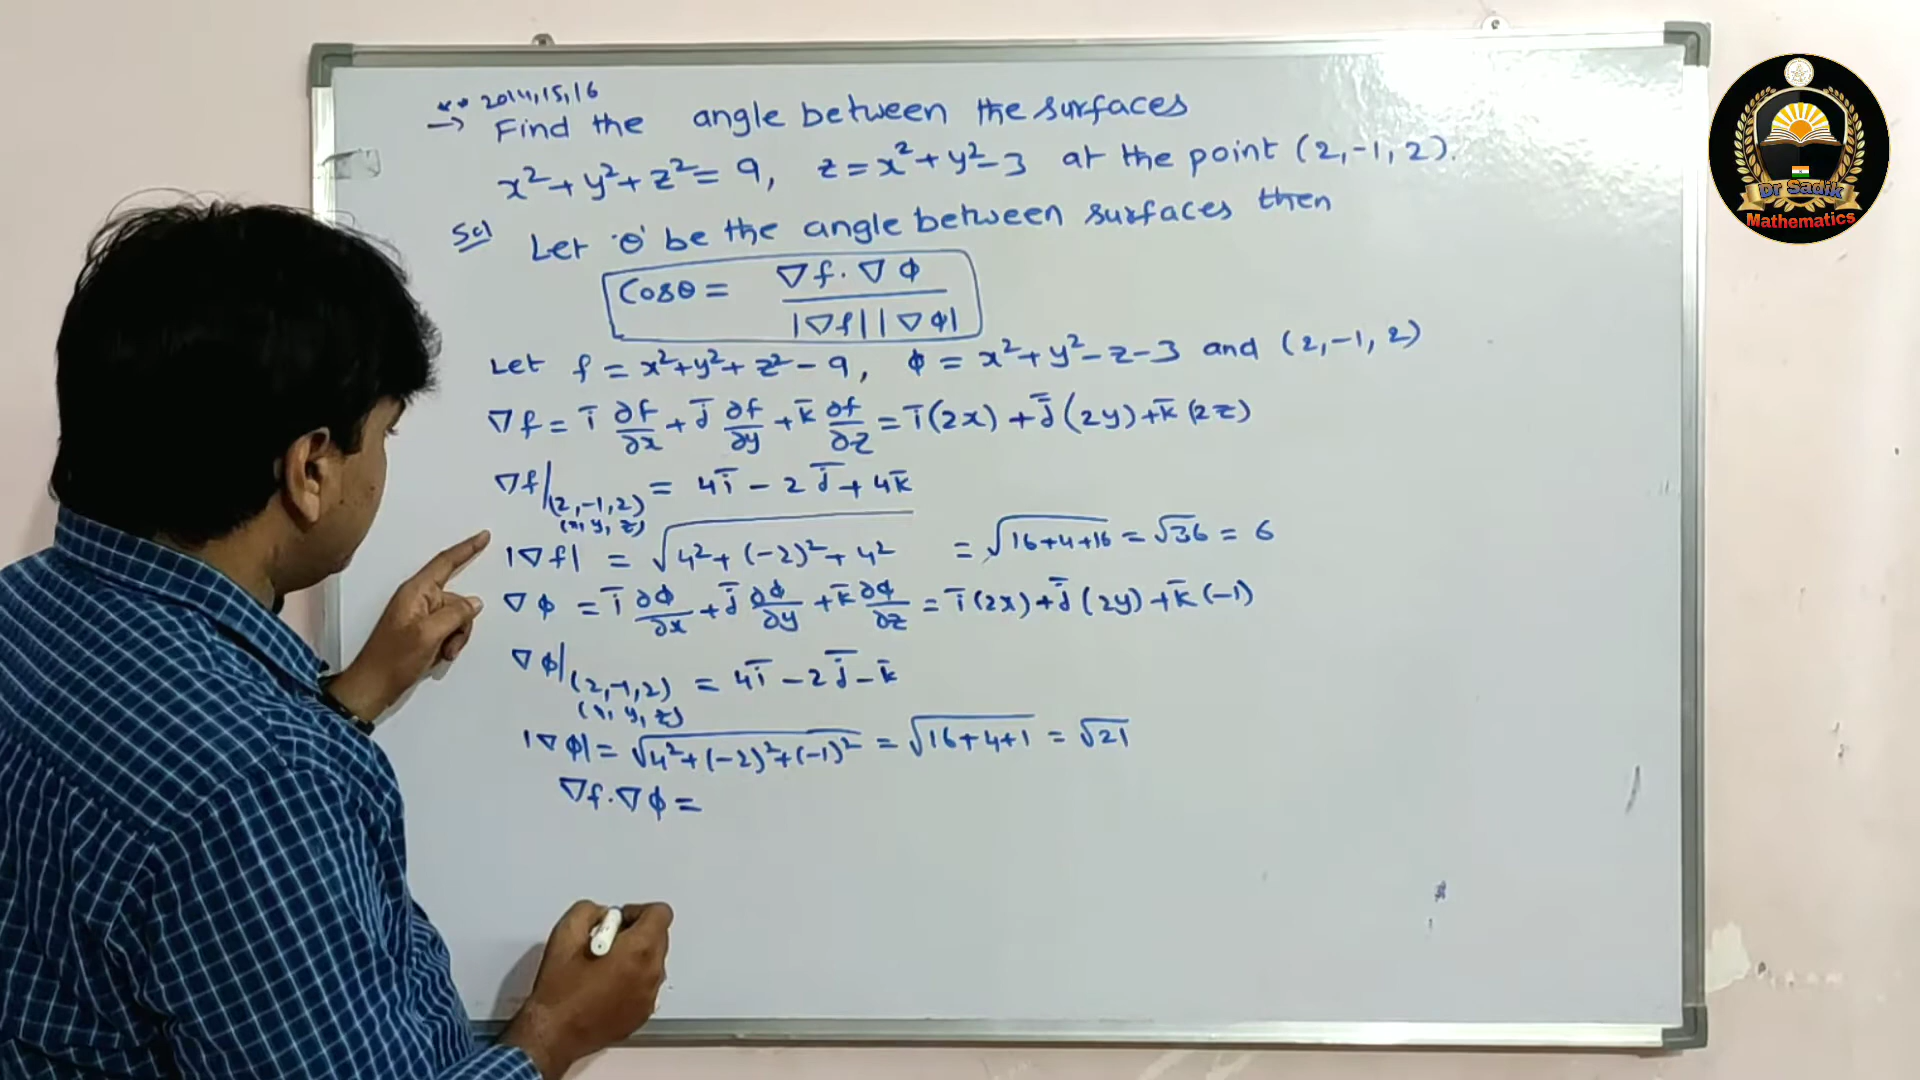 ** 2014,15,16
→ Find the angle between the surfaces
x²+y²+z²=9, z=x²+y²-3 at the point (2,-1,2).
Sol Let 'θ' be the angle between surfaces then
Cosθ = ∇f.∇ϕ / |∇f||∇ϕ|
Let f = x²+y²+z²-9, ϕ = x²+y²-z-3 and (2,-1,2)
∇f = i̅ ∂f/∂x + j̅ ∂f/∂y + k̅ ∂f/∂z = i̅(2x)+j̅(2y)+k̅(2z)
∇f|(2,-1,2) = 4i̅ - 2j̅ + 4k̅
(x, y, z)
|∇f| = √4²+(-2)²+4² = √16+4+16 = √36 = 6
∇ϕ = i̅ ∂ϕ/∂x + j̅ ∂ϕ/∂y + k̅ ∂ϕ/∂z = i̅(2x)+j̅(2y)+k̅(-1)
∇ϕ|(2,-1,2) = 4i̅ - 2j̅ - k̅
(x, y, z)
|∇ϕ| = √4²+(-2)²+(-1)² = √16+4+1 = √21
∇f.∇ϕ =
Dr Sadik
Mathematics